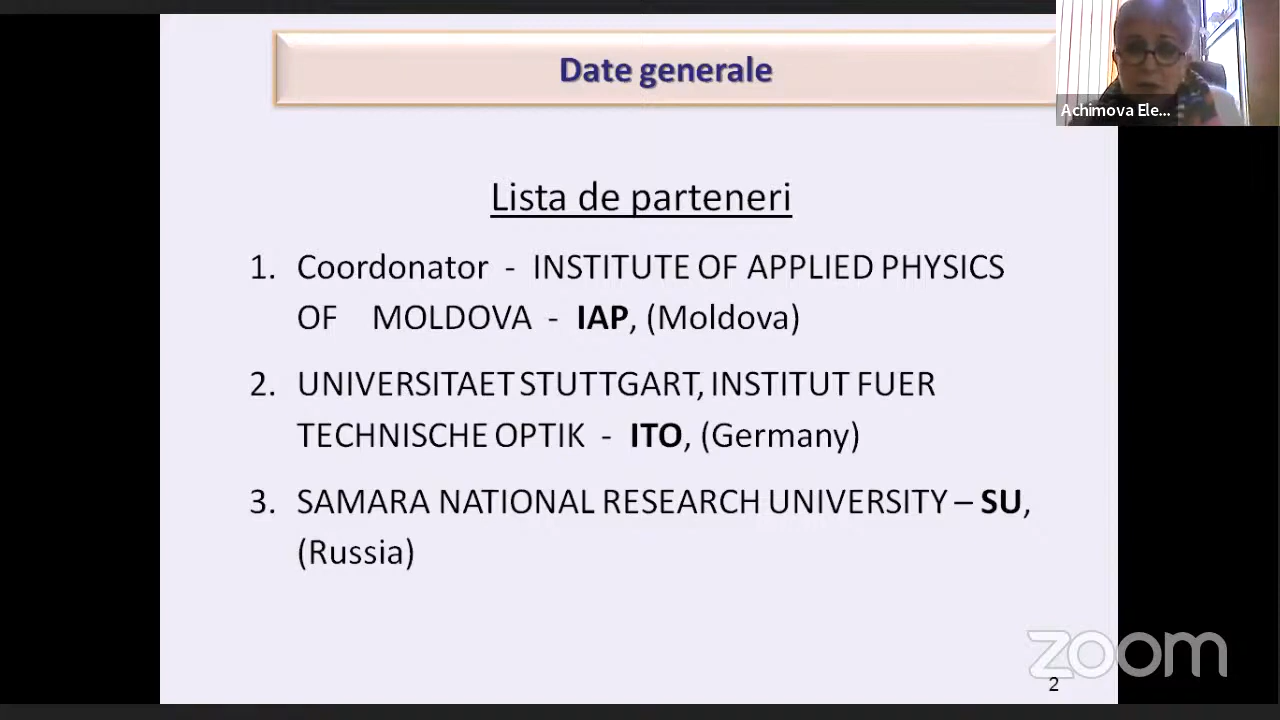 Date generale
Achimova Ele...
Lista de parteneri
1. Coordonator - INSTITUTE OF APPLIED PHYSICS
OF MOLDOVA - IAP, (Moldova)
2. UNIVERSITAET STUTTGART, INSTITUT FUER
TECHNISCHE OPTIK - ITO, (Germany)
3. SAMARA NATIONAL RESEARCH UNIVERSITY – SU,
(Russia)
zoom
2